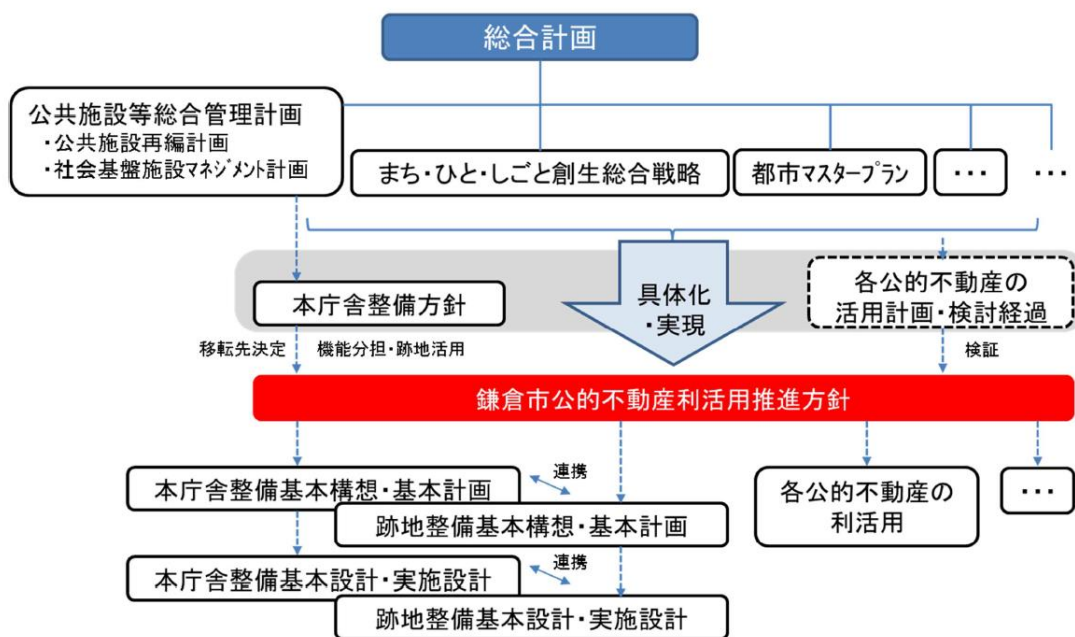 総合計画
公共施設等総合管理計画
・公共施設再編計画
・社会基盤施設マネジメント計画
まち・ひと・しごと創生総合戦略
都市マスタープラン
・・・
・・・
本庁舎整備方針
具体化
・実現
各公的不動産の
活用計画・検討経過
移転先決定
機能分担・跡地活用
検証
鎌倉市公的不動産利活用推進方針
本庁舎整備基本構想・基本計画
連携
跡地整備基本構想・基本計画
各公的不動産の
利活用
・・・
本庁舎整備基本設計・実施設計
連携
跡地整備基本設計・実施設計